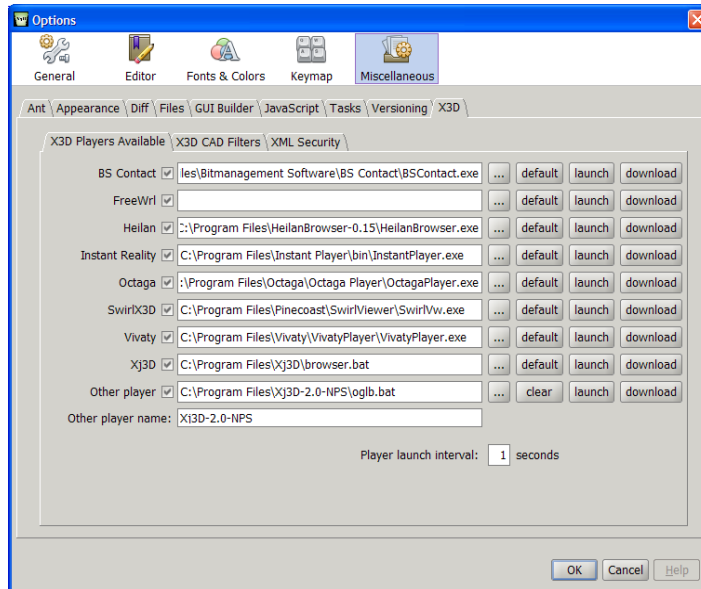 Options
General Editor Fonts & Colors Keymap Miscellaneous
Ant Appearance Diff Files GUI Builder JavaScript Tasks Versioning X3D
X3D Players Available X3D CAD Filters XML Security
BS Contact les\Bitmanagement Software\BS Contact\BSContact.exe ... default launch download
FreeWrl ... default launch download
Heilan C:\Program Files\HeilanBrowser-0.15\HeilanBrowser.exe ... default launch download
Instant Reality C:\Program Files\Instant Player\bin\InstantPlayer.exe ... default launch download
Octaga :\Program Files\Octaga\Octaga Player\OctagaPlayer.exe ... default launch download
SwirlX3D C:\Program Files\Pinecoast\SwirlViewer\SwirlVw.exe ... default launch download
Vivaty C:\Program Files\Vivaty\VivatyPlayer\VivatyPlayer.exe ... default launch download
Xj3D C:\Program Files\Xj3D\browser.bat ... default launch download
Other player C:\Program Files\Xj3D-2.0-NPS\oglb.bat ... clear launch download
Other player name: Xj3D-2.0-NPS
Player launch interval: 1 seconds
OK Cancel Help